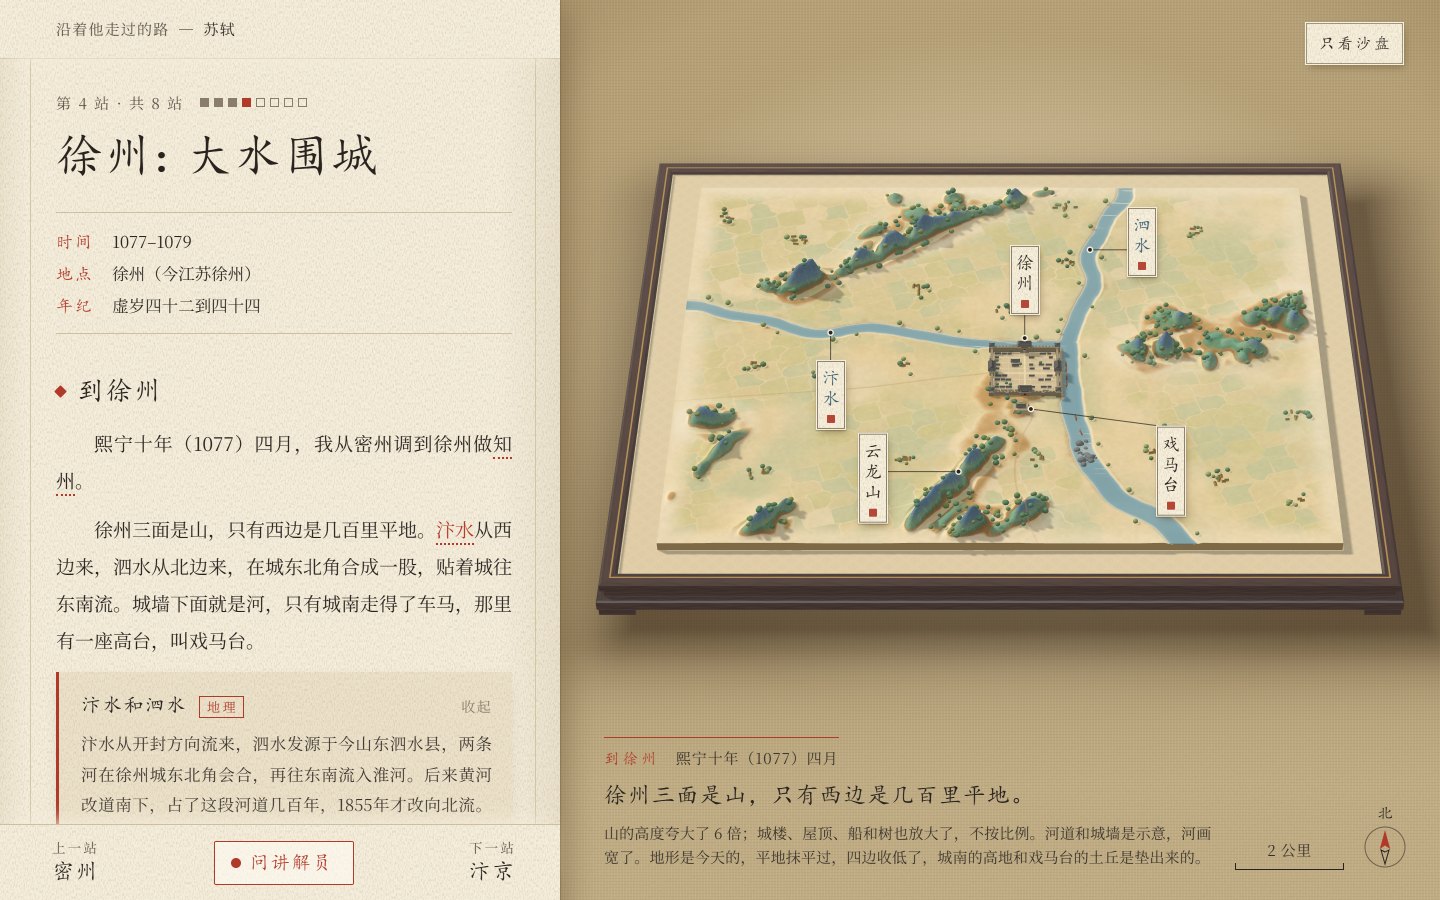 沿着他走过的路 — 苏轼
第 4 站 · 共 8 站
徐州：大水围城
时间 1077–1079
地点 徐州（今江苏徐州）
年纪 虚岁四十二到四十四
到徐州
熙宁十年（1077）四月，我从密州调到徐州做知
州。
徐州三面是山，只有西边是几百里平地。汴水从西
边来，泗水从北边来，在城东北角合成一股，贴着城往
东南流。城墙下面就是河，只有城南走得了车马，那里
有一座高台，叫戏马台。
汴水和泗水 地理 收起
汴水从开封方向流来，泗水发源于今山东泗水县，两条
河在徐州城东北角会合，再往东南流入淮河。后来黄河
改道南下，占了这段河道几百年，1855年才改向北流。
上一站
密州
问讲解员
下一站
汴京
只看沙盘
泗水
徐州
汴水
云龙山
戏马台
到徐州 熙宁十年（1077）四月
徐州三面是山，只有西边是几百里平地。
山的高度夸大了 6 倍；城楼、屋顶、船和树也放大了，不按比例。河道和城墙是示意，河画
宽了。地形是今天的，平地抹平过，四边收低了，城南的高地和戏马台的土丘是垫出来的。
2 公里
北